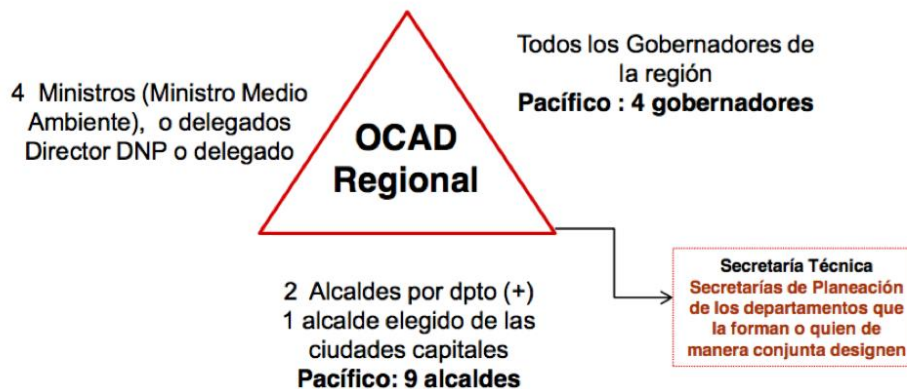 4 Ministros (Ministro Medio
Ambiente), o delegados
Director DNP o delegado
OCAD
Regional
Todos los Gobernadores de
la región
Pacífico : 4 gobernadores
2 Alcaldes por dpto (+)
1 alcalde elegido de las
ciudades capitales
Pacífico: 9 alcaldes
Secretaría Técnica
Secretarías de Planeación
de los departamentos que
la forman o quien de
manera conjunta designen